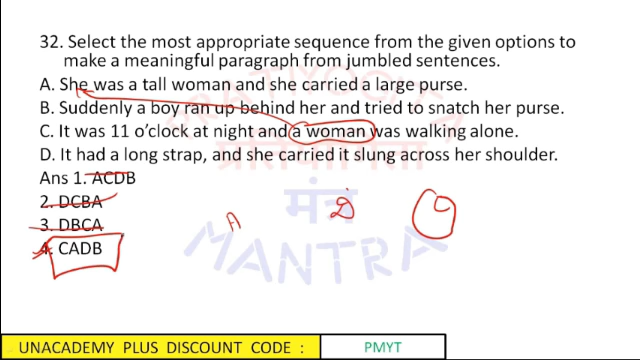 32. Select the most appropriate sequence from the given options to
make a meaningful paragraph from jumbled sentences.
A. She was a tall woman and she carried a large purse.
B. Suddenly a boy ran up behind her and tried to snatch her purse.
C. It was 11 o'clock at night and a woman was walking alone.
D. It had a long strap, and she carried it slung across her shoulder.
Ans 1. ACDB
2. DCBA
3. DBCA
4. CADB
A D C
मंत्र
MANTRA
UNACADEMY PLUS DISCOUNT CODE : PMYT